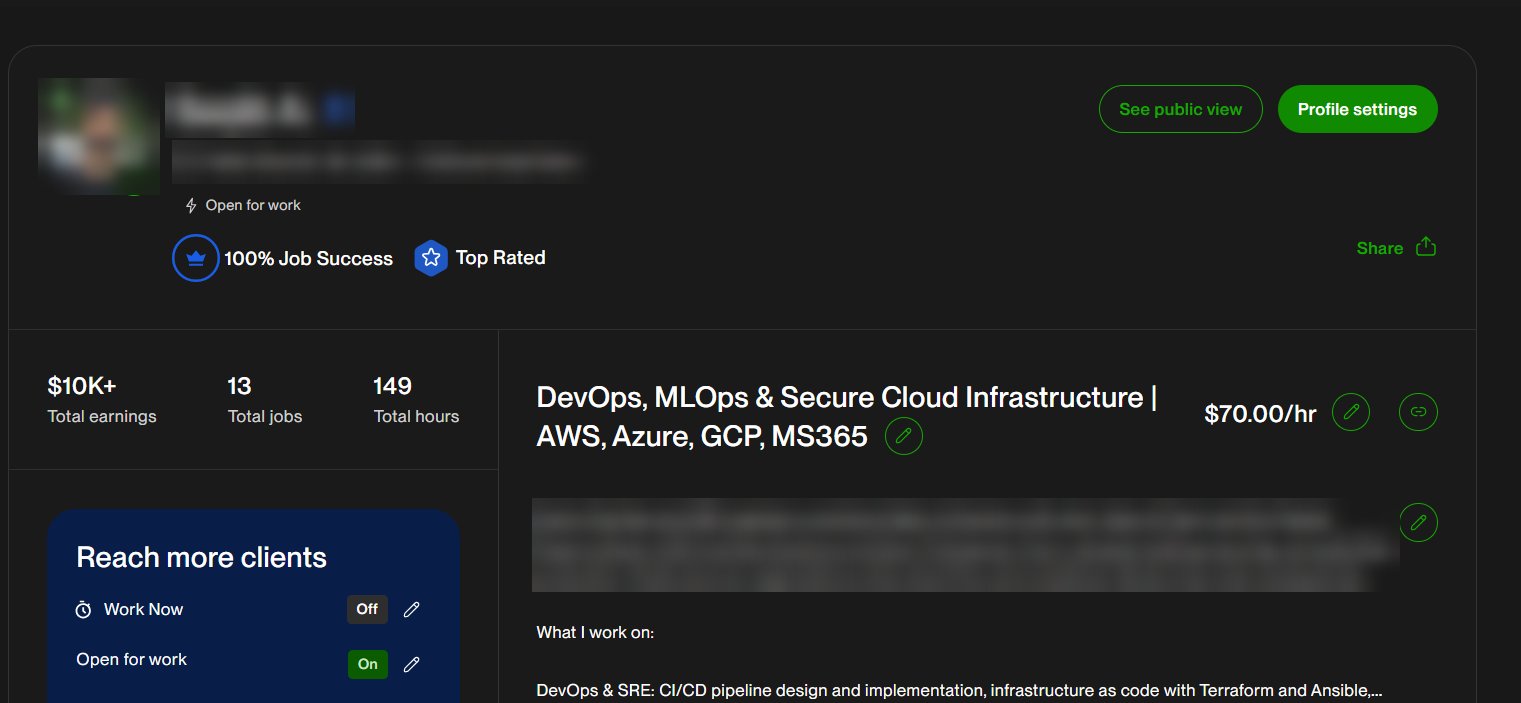 See public view
Profile settings
Open for work
100% Job Success
Top Rated
Share
$10K+
Total earnings
13
Total jobs
149
Total hours
DevOps, MLOps & Secure Cloud Infrastructure |
AWS, Azure, GCP, MS365
$70.00/hr
Reach more clients
Work Now
Off
Open for work
On
What I work on:
DevOps & SRE: CI/CD pipeline design and implementation, infrastructure as code with Terraform and Ansible,...